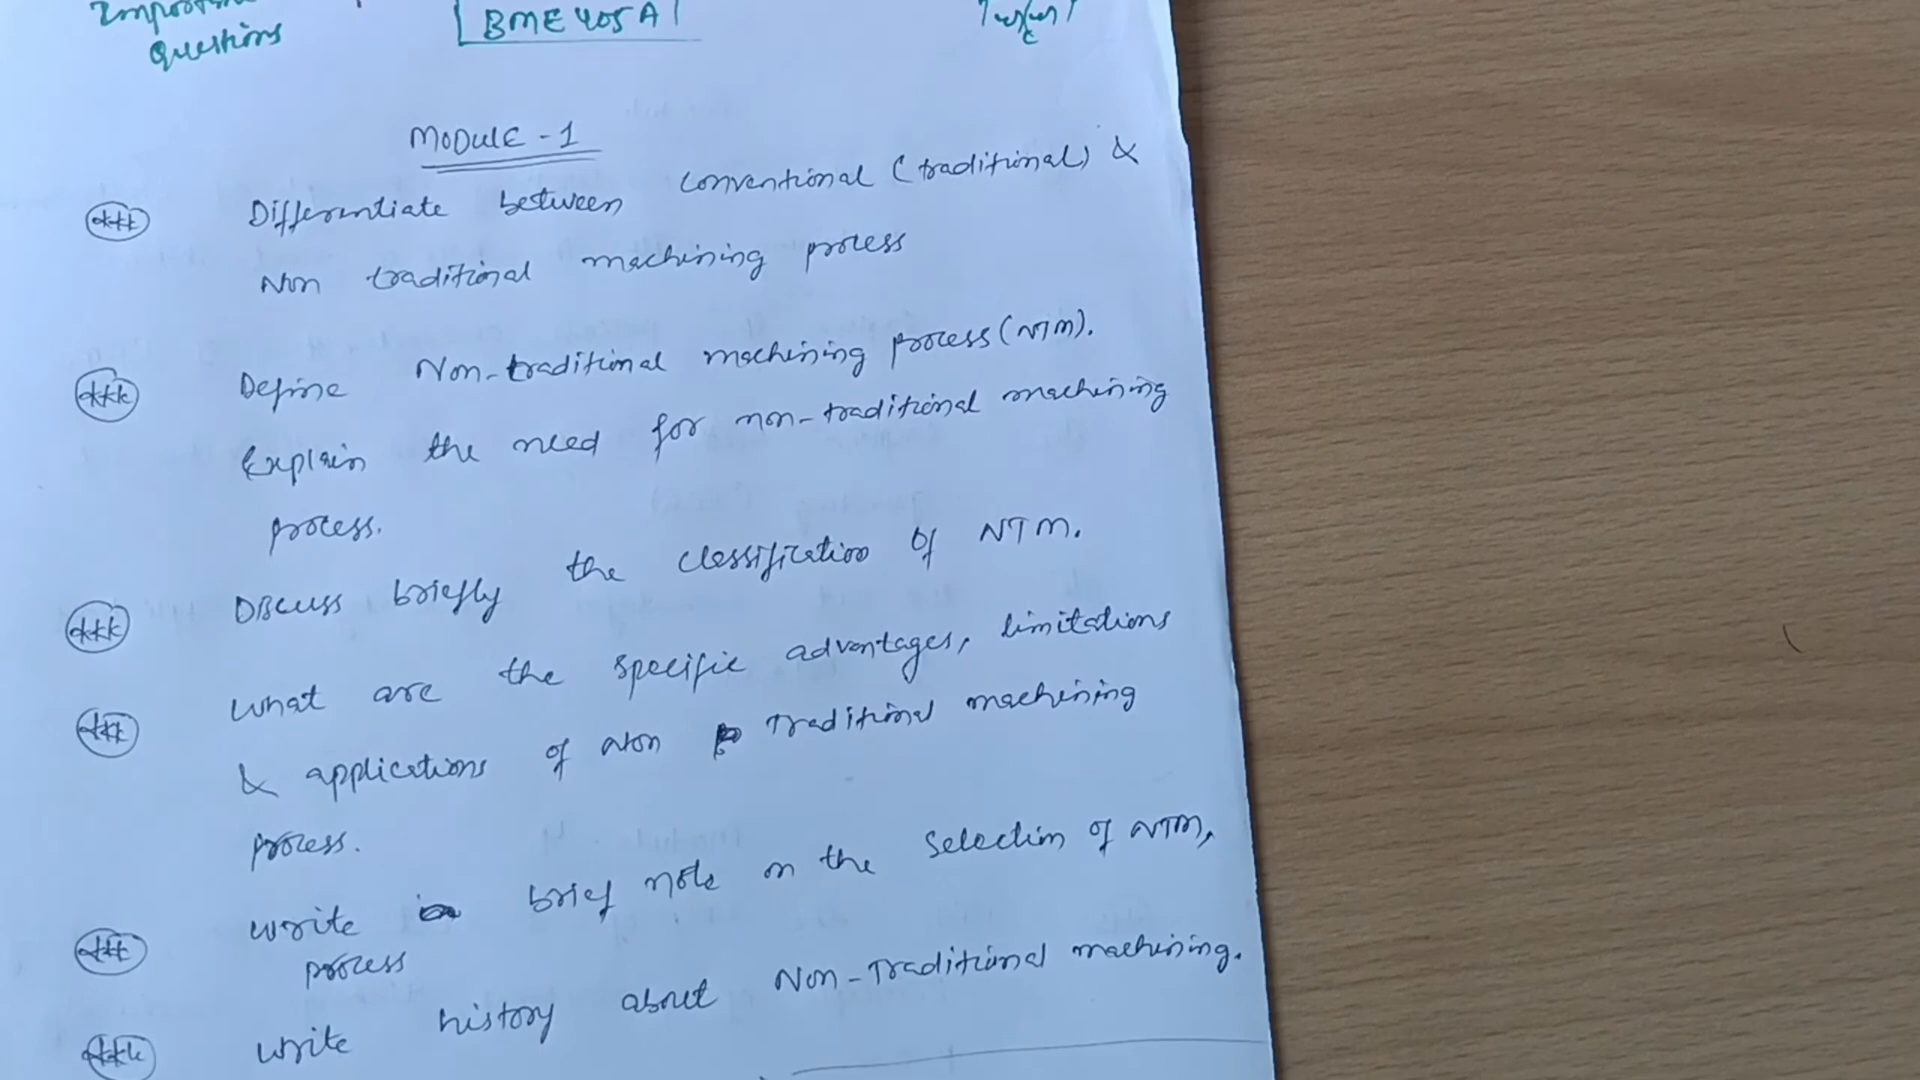 Questions
BME405A
MODULE - 1
*** Differentiate between conventional (traditional) &
Non traditional machining process
*** Define Non-traditional machining process (NTM).
Explain the need for non-traditional machining
process.
*** Discuss briefly the classification of NTM.
*** What are the specific advantages, limitations
& applications of Non Traditional machining
process.
*** Write brief note on the Selection of NTM,
process
*** Write history about Non-Traditional machining.